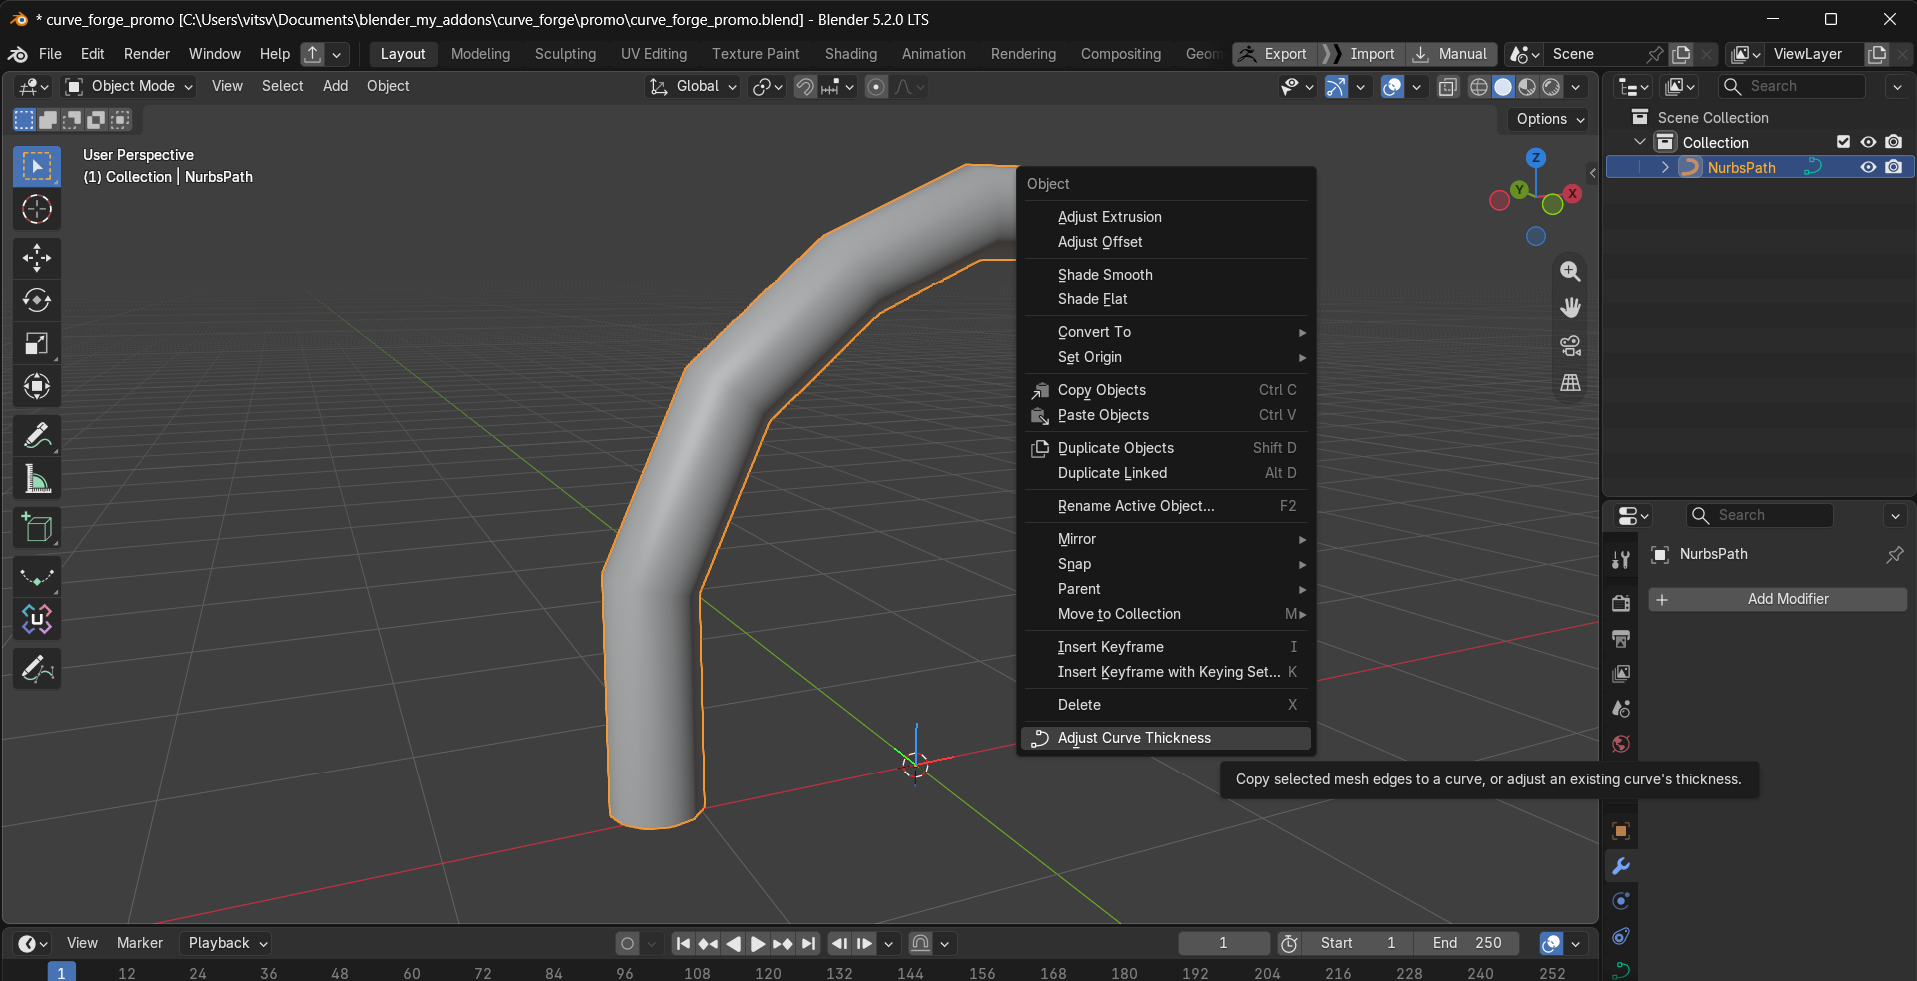 * curve_forge_promo [C:\Users\vitsv\Documents\blender_my_addons\curve_forge\promo\curve_forge_promo.blend] - Blender 5.2.0 LTS
File Edit Render Window Help Layout Modeling Sculpting UV Editing Texture Paint Shading Animation Rendering Compositing Geom Export Import Manual Scene ViewLayer
Object Mode View Select Add Object Global Search
Options
User Perspective
(1) Collection | NurbsPath
Z
Y
X
Scene Collection
Collection
NurbsPath
Object
Adjust Extrusion
Adjust Offset
Shade Smooth
Shade Flat
Convert To
Set Origin
Copy Objects Ctrl C
Paste Objects Ctrl V
Duplicate Objects Shift D
Duplicate Linked Alt D
Rename Active Object... F2
Mirror
Snap
Parent
Move to Collection M
Insert Keyframe I
Insert Keyframe with Keying Set... K
Delete X
Adjust Curve Thickness
Copy selected mesh edges to a curve, or adjust an existing curve's thickness.
Search
NurbsPath
Add Modifier
View Marker Playback 1 Start 1 End 250
1 12 24 36 48 60 72 84 96 108 120 132 144 156 168 180 192 204 216 228 240 252